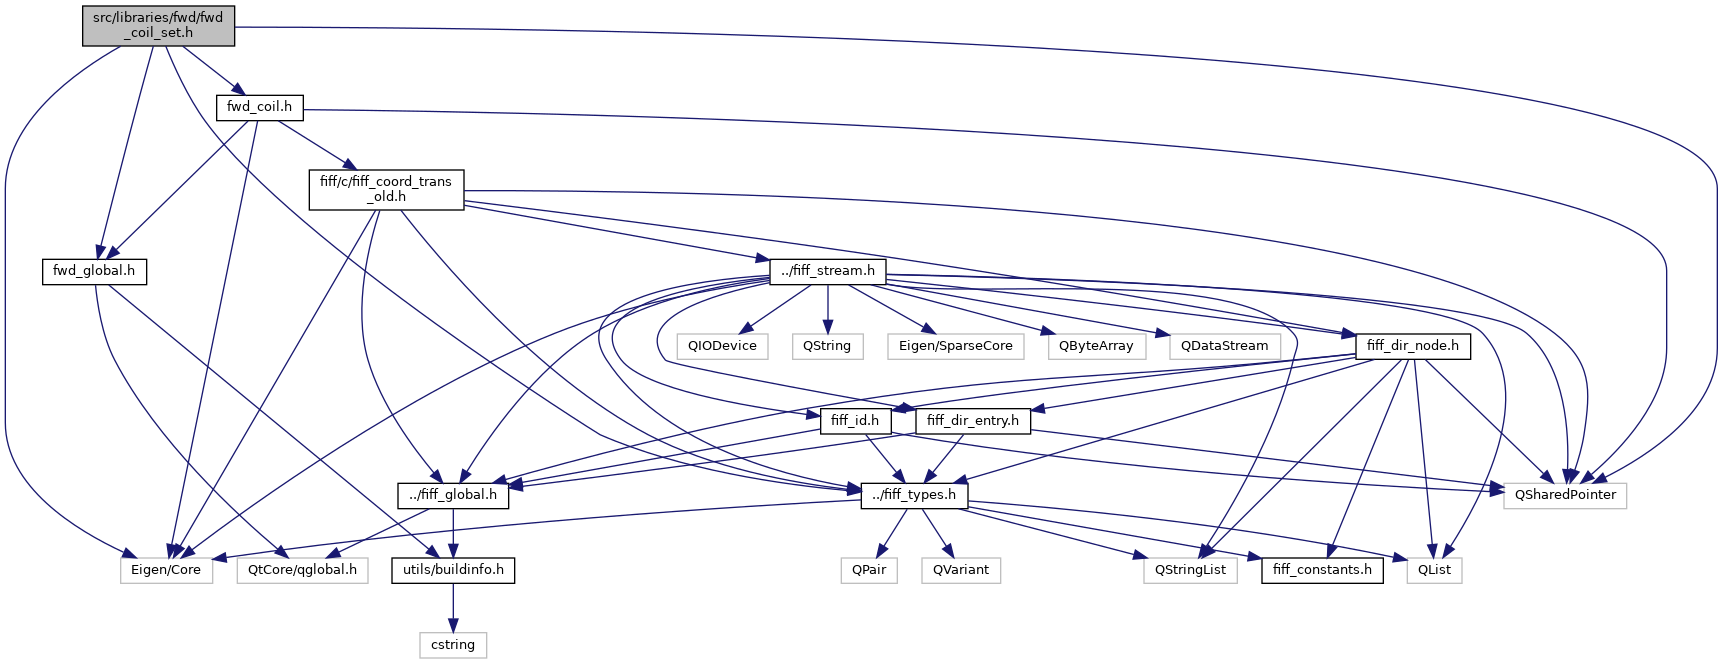 src/libraries/fwd/fwd
_coil_set.h
fwd_coil.h
fiff/c/fiff_coord_trans
_old.h
fwd_global.h
../fiff_stream.h
QIODevice
QString
Eigen/SparseCore
QByteArray
QDataStream
fiff_dir_node.h
fiff_id.h
fiff_dir_entry.h
../fiff_global.h
../fiff_types.h
QSharedPointer
Eigen/Core
QtCore/qglobal.h
utils/buildinfo.h
QPair
QVariant
QStringList
fiff_constants.h
QList
cstring